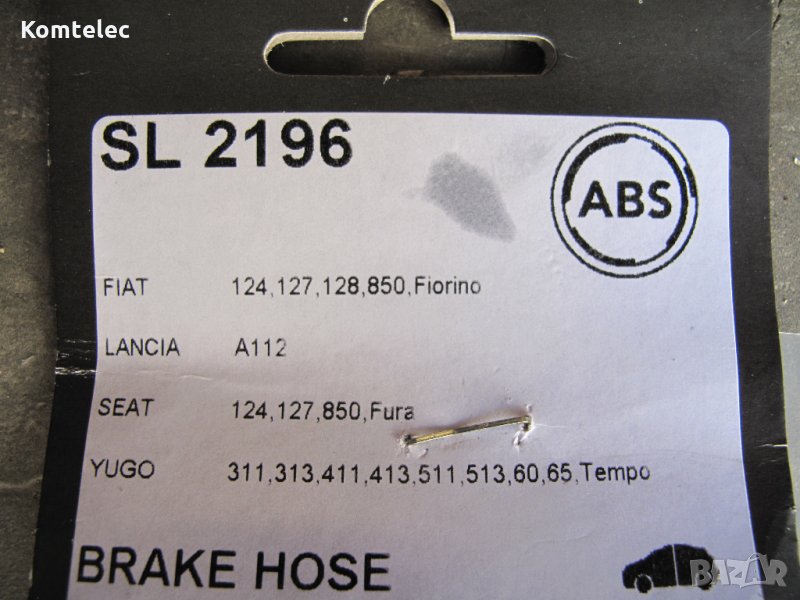 Komtelec
SL 2196
ABS
FIAT 124,127,128,850,Fiorino
LANCIA A112
SEAT 124,127,850,Fura
YUGO 311,313,411,413,511,513,60,65,Tempo
BRAKE HOSE
BAZAR